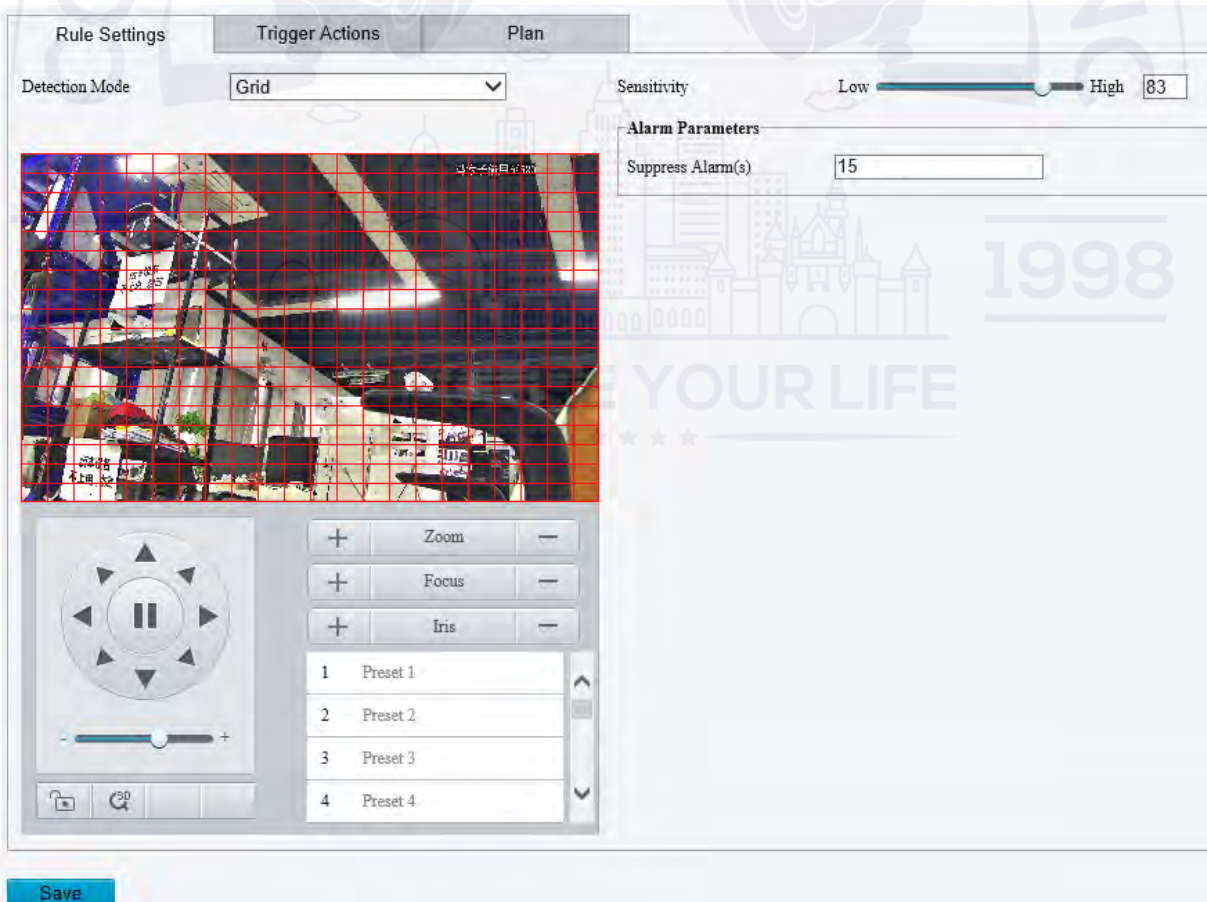 Rule Settings
Trigger Actions
Plan
Detection Mode
Grid
Sensitivity
Low
High
83
Alarm Parameters
Suppress Alarm(s)
15
1998
YOUR LIFE
+ Zoom −
+ Focus −
+ Iris −
1 Preset 1
2 Preset 2
3 Preset 3
4 Preset 4
- +
3D
Save